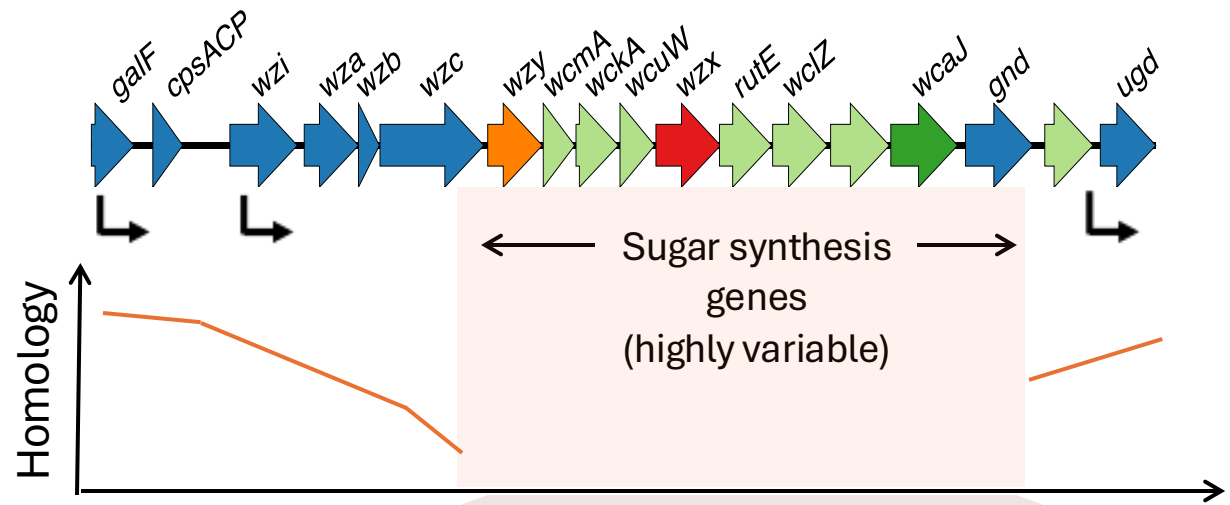 galF
cpsACP
wzi
wza
wzb
wzc
wzy
wcmA
wckA
wcuW
wzx
rutE
wclZ
wcaJ
gnd
ugd
Sugar synthesis
genes
(highly variable)
Homology